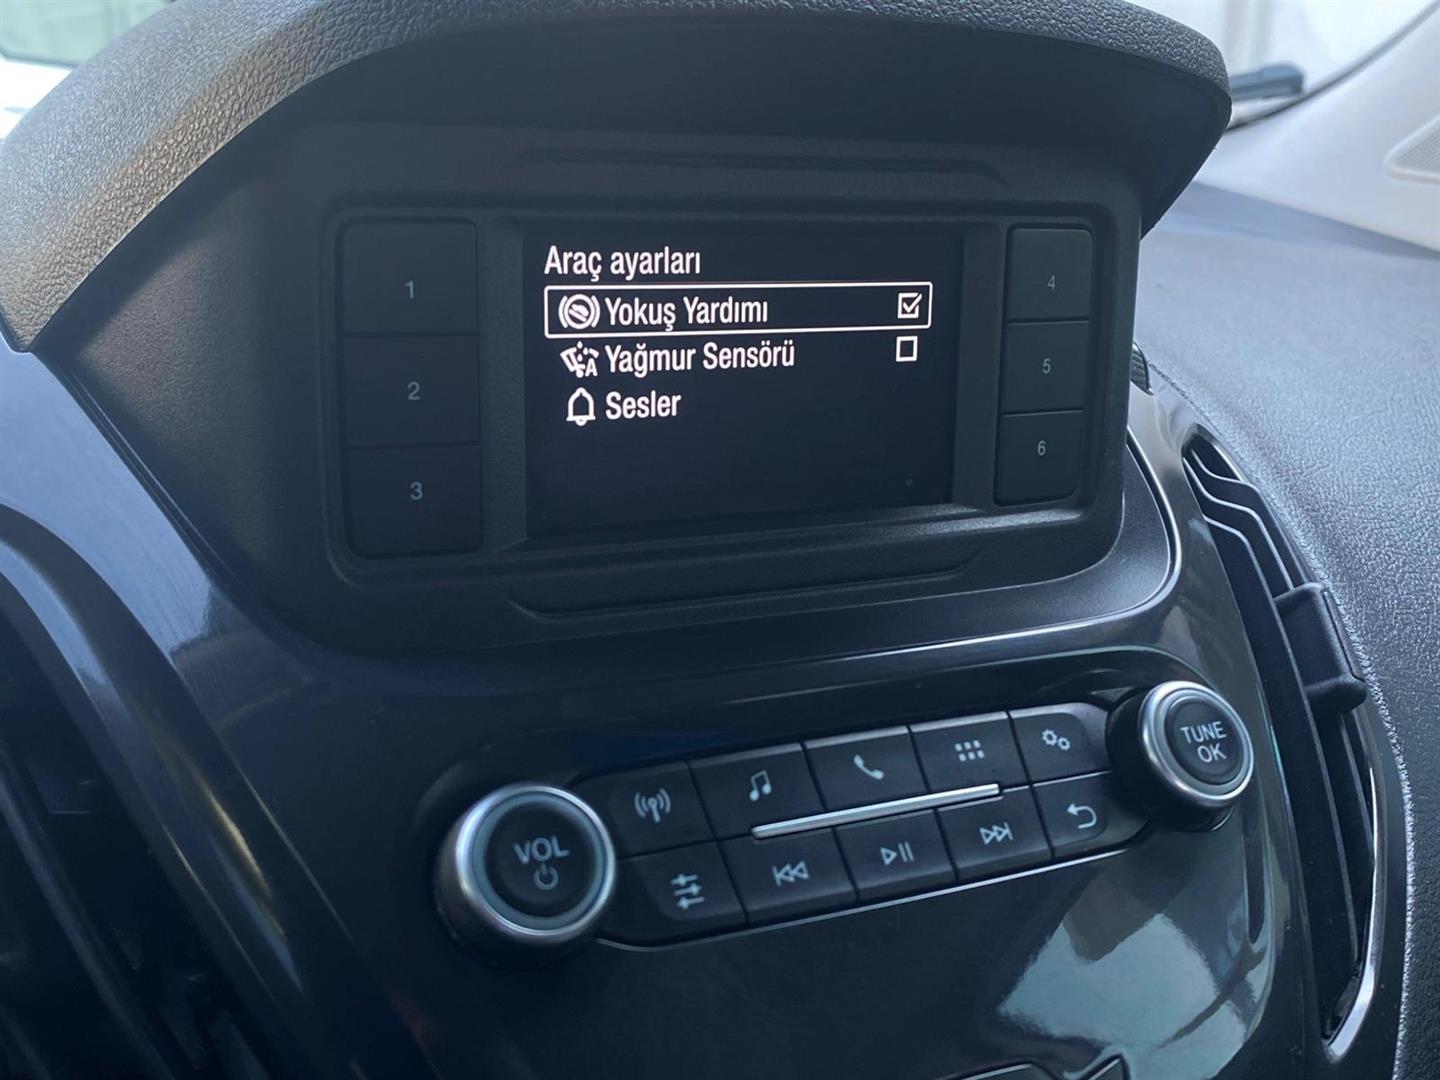 Araç ayarları
Yokuş Yardımı
Yağmur Sensörü
A
Sesler
1
2
3
4
5
6
VOL
TUNE
OK